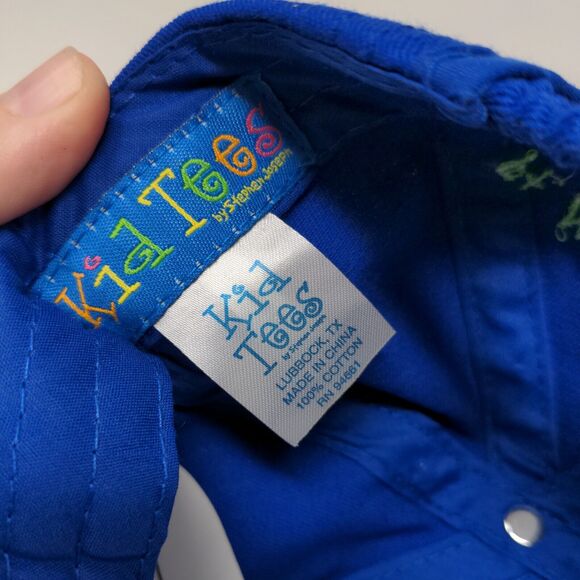 Kid Tees
by Stephen Joseph
Kid
Tees
by Stephen Joseph
LUBBOCK, TX
MADE IN CHINA
100% COTTON
RN 94661